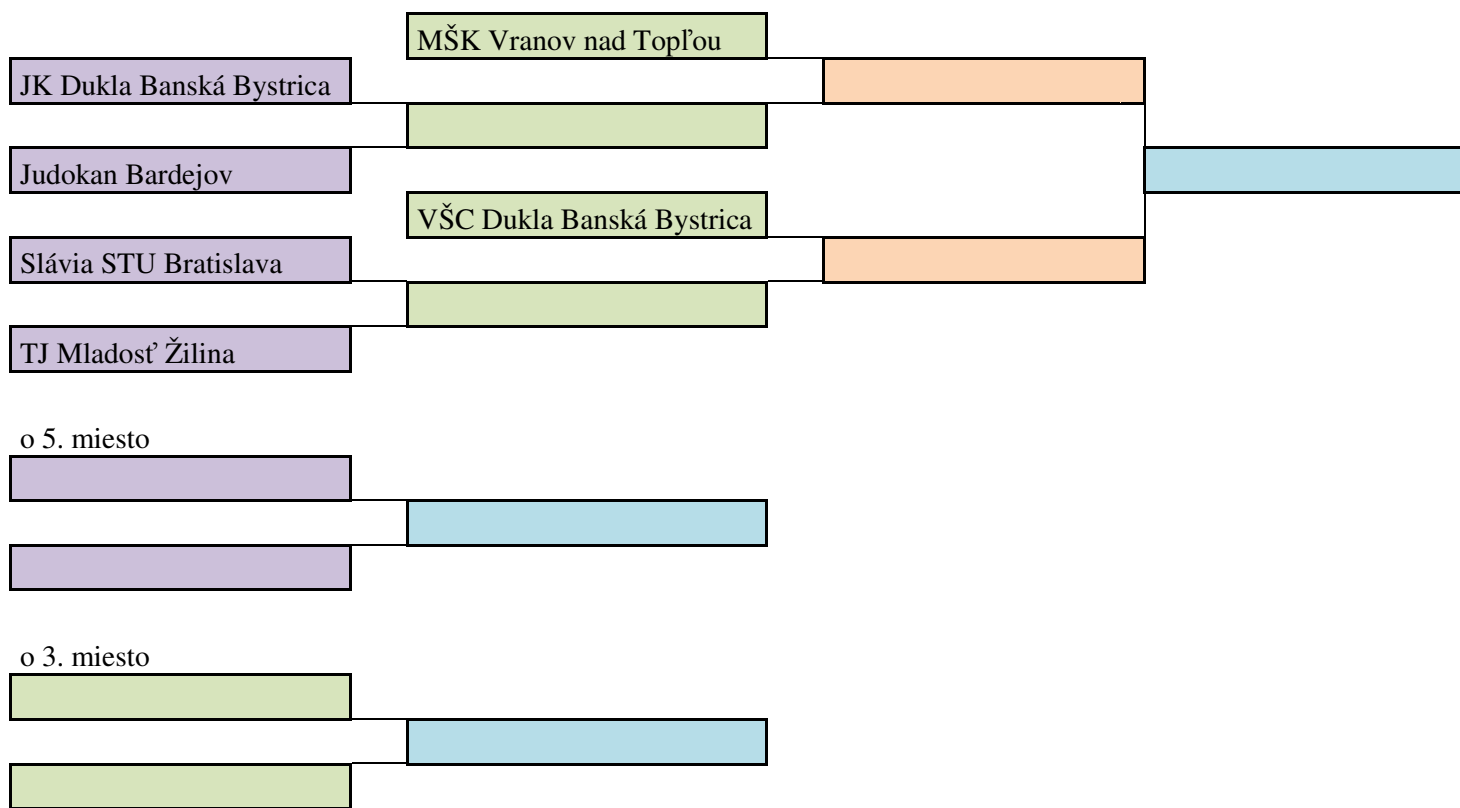 MŠK Vranov nad Topľou
JK Dukla Banská Bystrica
Judokan Bardejov
VŠC Dukla Banská Bystrica
Slávia STU Bratislava
TJ Mladosť Žilina
o 5. miesto
o 3. miesto